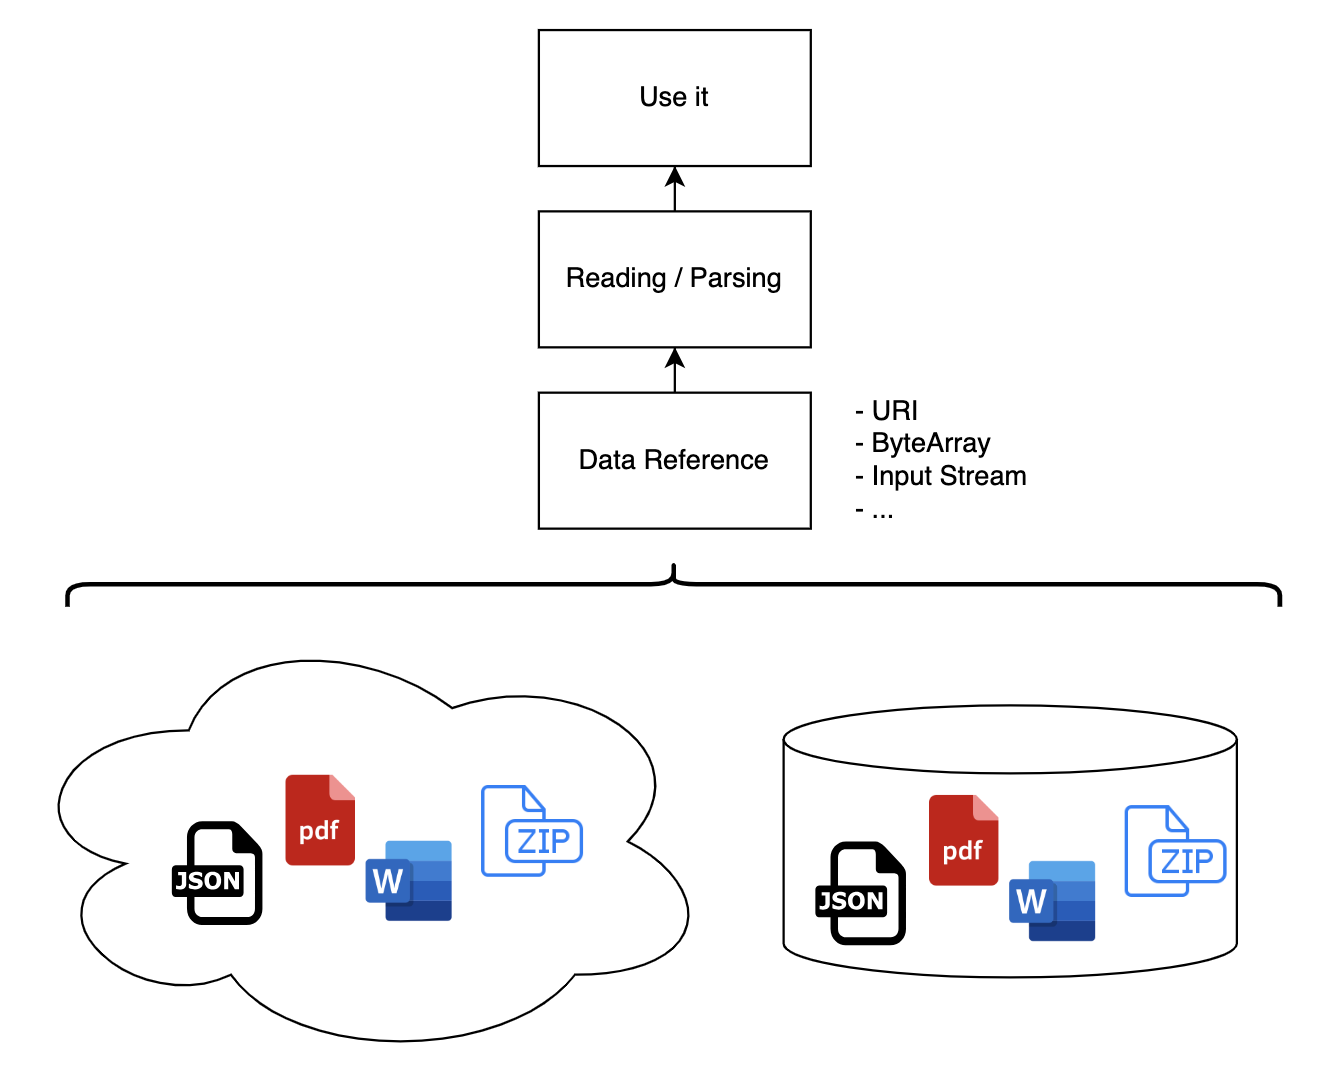 Use it
Reading / Parsing
Data Reference
- URI
- ByteArray
- Input Stream
- ...
pdf
JSON
W
ZIP
pdf
JSON
W
ZIP